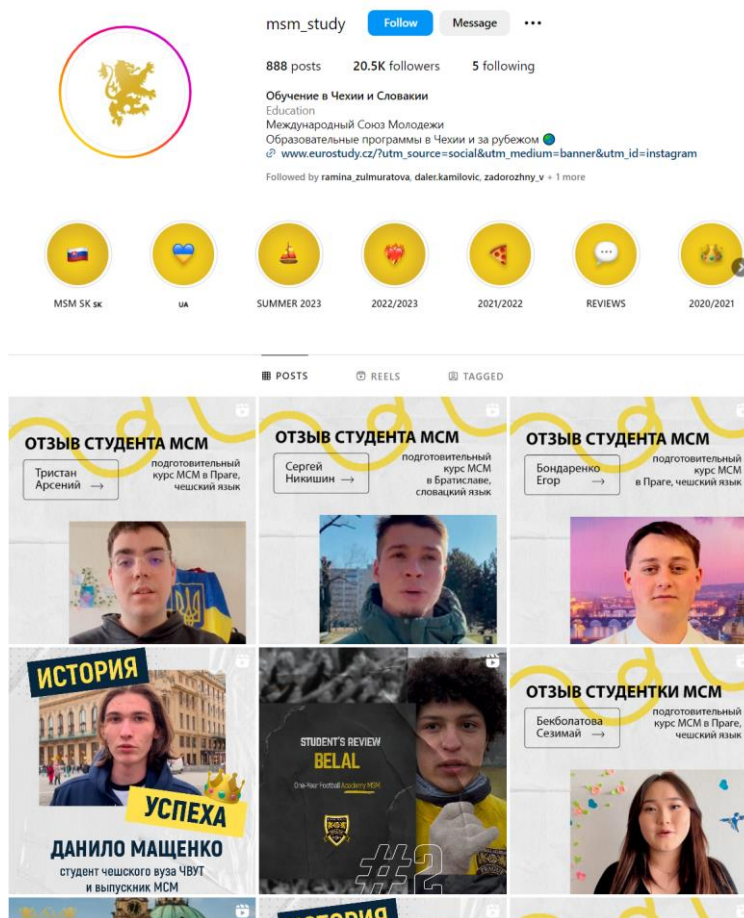 msm_study Follow Message •••
888 posts 20.5K followers 5 following
Обучение в Чехии и Словакии
Education
Международный Союз Молодежи
Образовательные программы в Чехии и за рубежом
www.eurostudy.cz/?utm_source=social&utm_medium=banner&utm_id=instagram
Followed by ramina_zulmuratova, daler.kamilovic, zadorozhny_v + 1 more
MSM SK SK
UA
SUMMER 2023
2022/2023
2021/2022
REVIEWS
2020/2021
POSTS
REELS
TAGGED
ОТЗЫВ СТУДЕНТА МСМ
Тристан
Арсений →
подготовительный
курс МСМ в Праге,
чешский язык
ОТЗЫВ СТУДЕНТА МСМ
Сергей
Никишин →
подготовительный
курс МСМ
в Братиславе,
словацкий язык
ОТЗЫВ СТУДЕНТА МСМ
Бондаренко
Егор →
подготовительный
курс МСМ
в Праге, чешский язык
ИСТОРИЯ
УСПЕХА
ДАНИЛО МАЩЕНКО
студент чешского вуза ЧВУТ
и выпускник МСМ
STUDENT'S REVIEW
BELAL
One-Year Football Academy MSM
#2
ОТЗЫВ СТУДЕНТКИ МСМ
Бекболатова
Сезимай →
подготовительный
курс МСМ в Праге,
чешский язык
ИСТОРИЯ